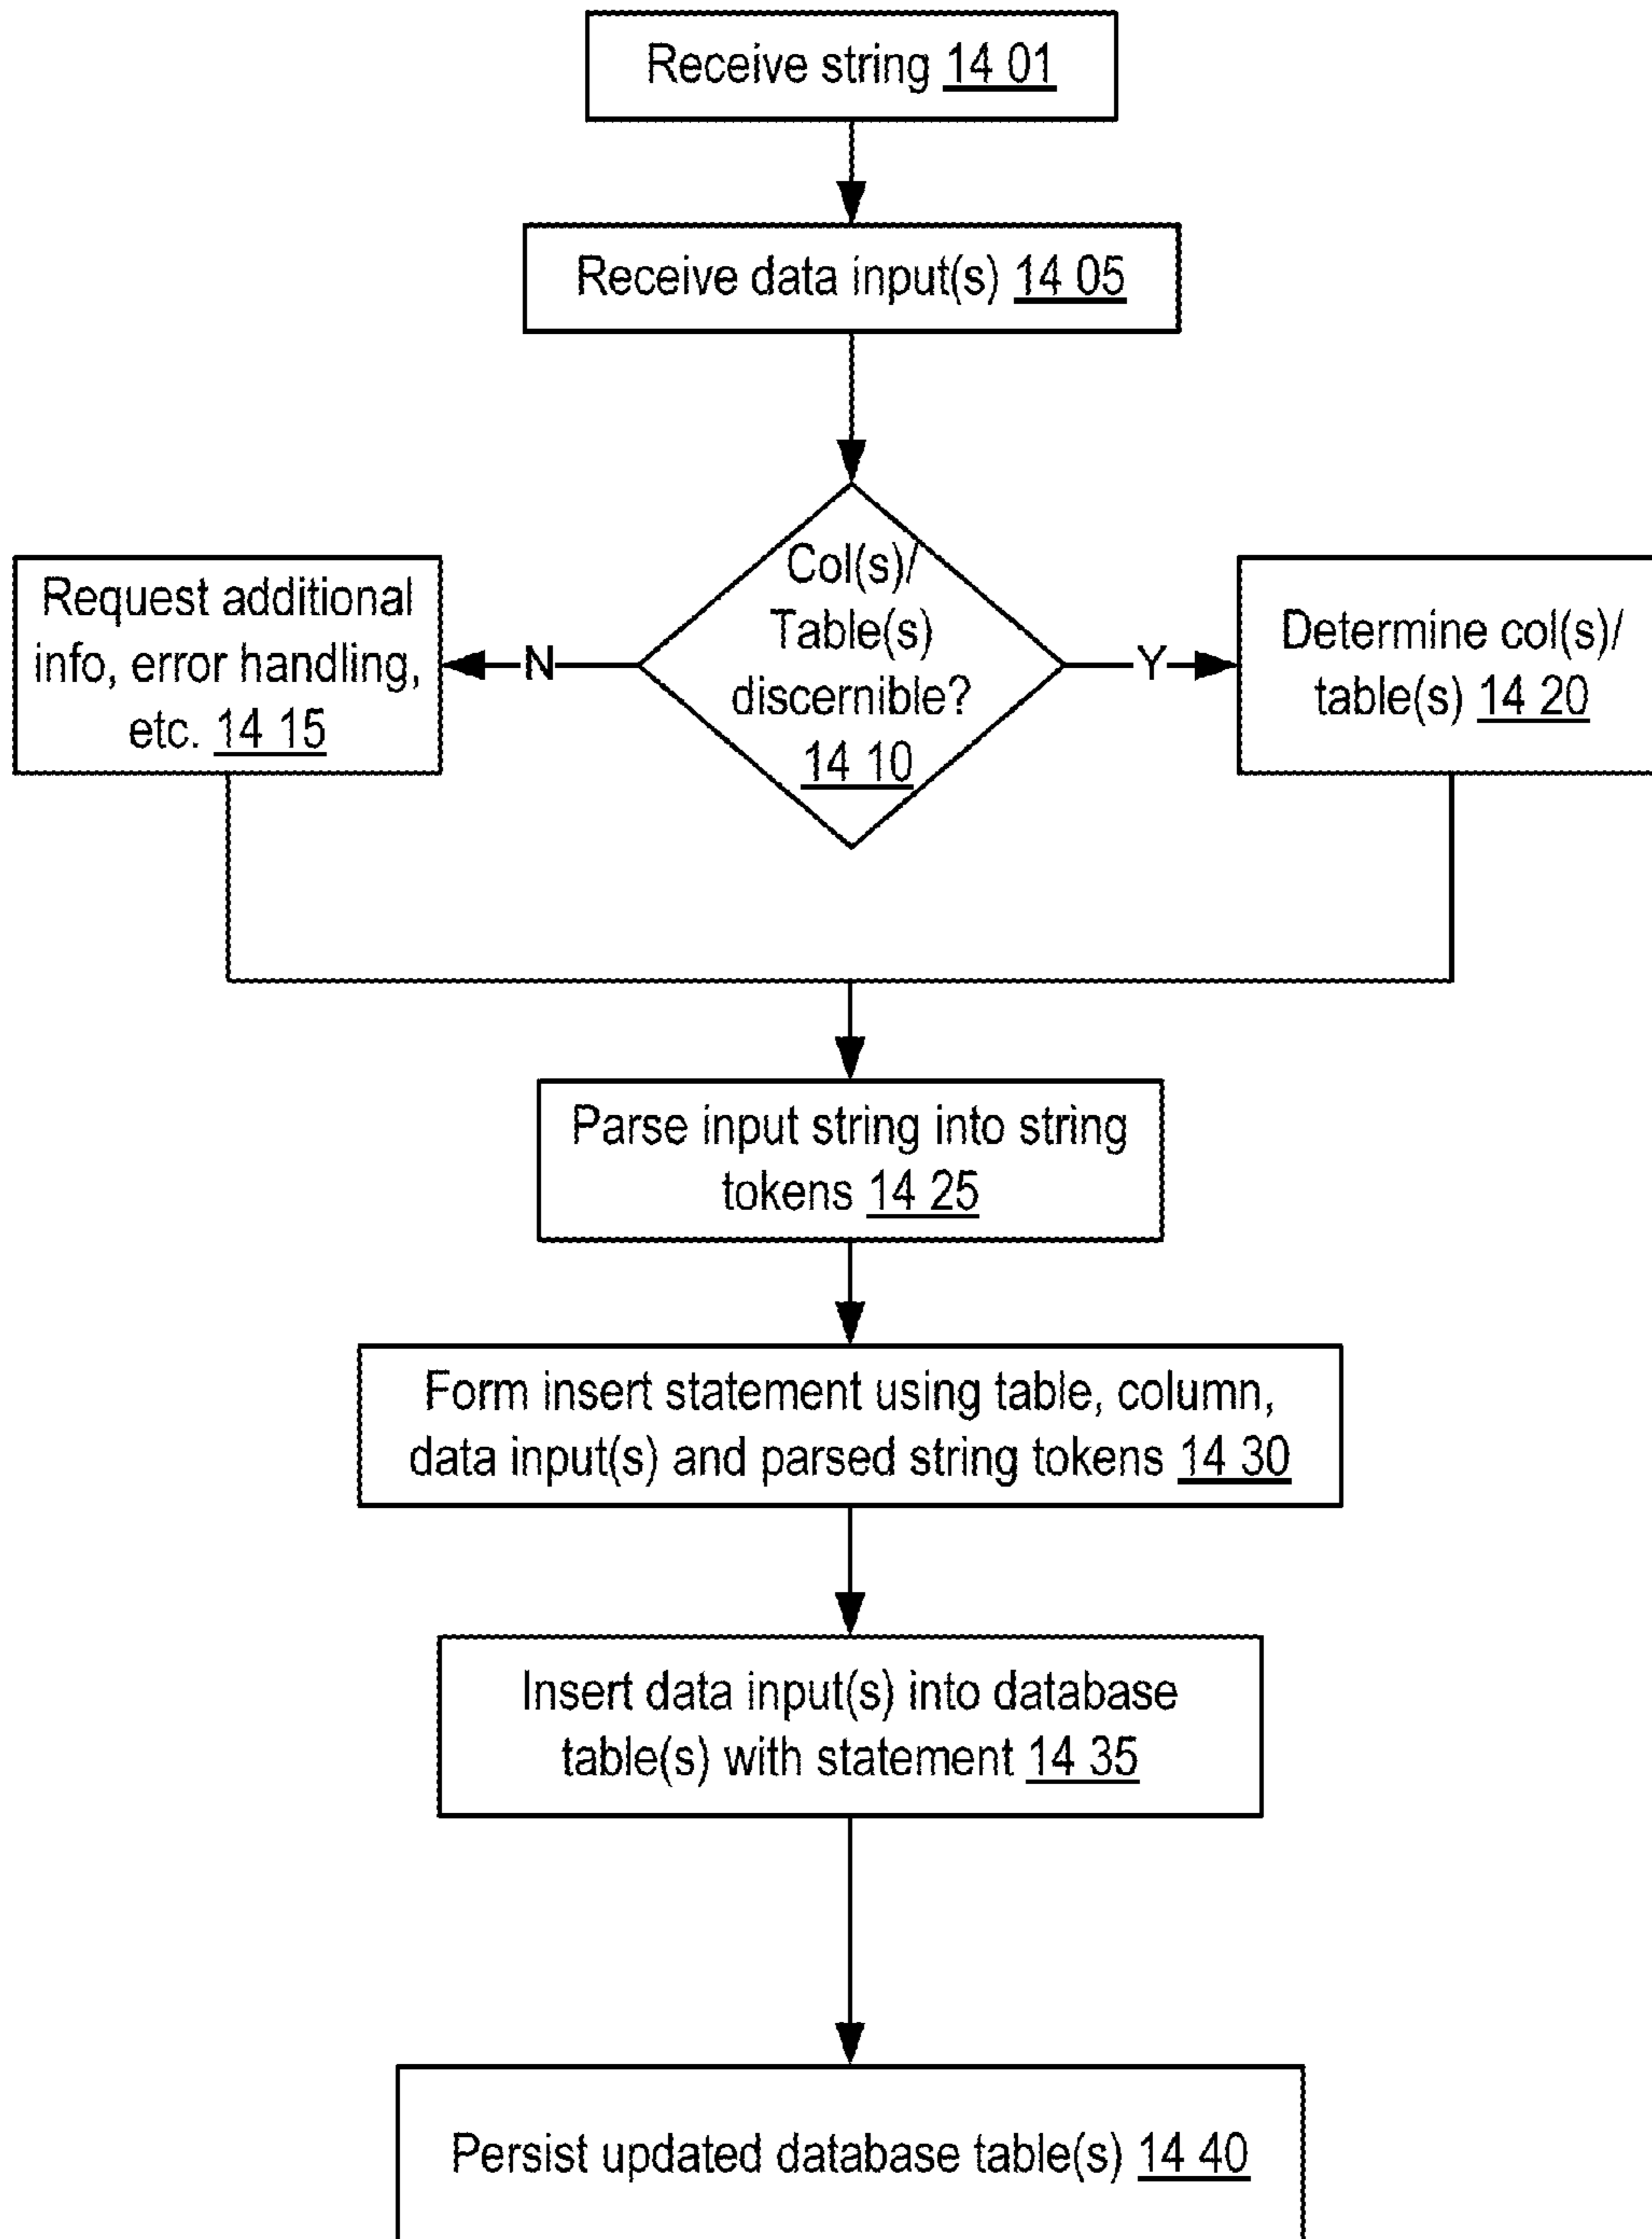 Receive string 14 01
Receive data input(s) 14 05
Col(s)/
Table(s)
discernible?
14 10
N
Y
Request additional
info, error handling,
etc. 14 15
Determine col(s)/
table(s) 14 20
Parse input string into string
tokens 14 25
Form insert statement using table, column,
data input(s) and parsed string tokens 14 30
Insert data input(s) into database
table(s) with statement 14 35
Persist updated database table(s) 14 40